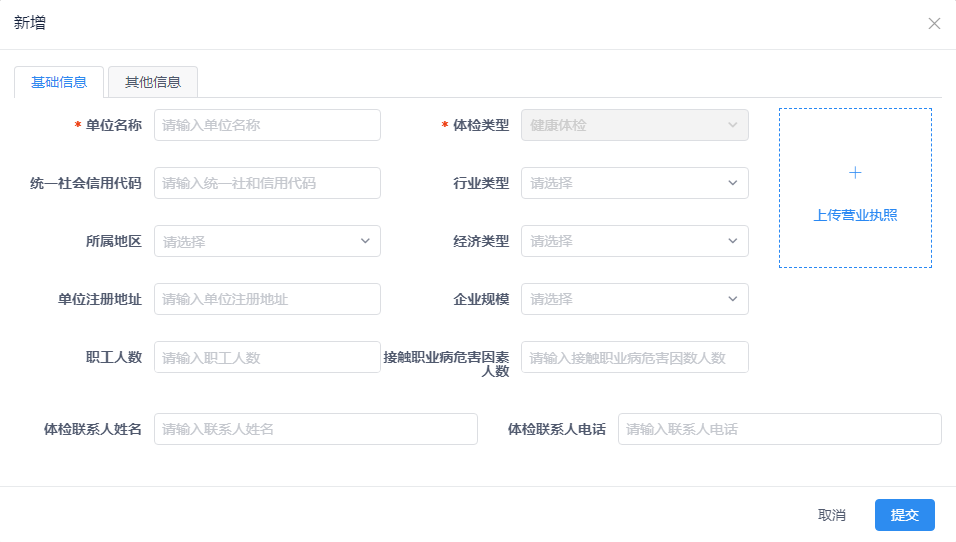 新增
基础信息 其他信息
* 单位名称 请输入单位名称 * 体检类型 健康体检
统一社会信用代码 请输入统一社和信用代码 行业类型 请选择
上传营业执照
所属地区 请选择 经济类型 请选择
单位注册地址 请输入单位注册地址 企业规模 请选择
职工人数 请输入职工人数 接触职业病危害因素
人数 请输入接触职业病危害因数人数
体检联系人姓名 请输入联系人姓名 体检联系人电话 请输入联系人电话
取消 提交